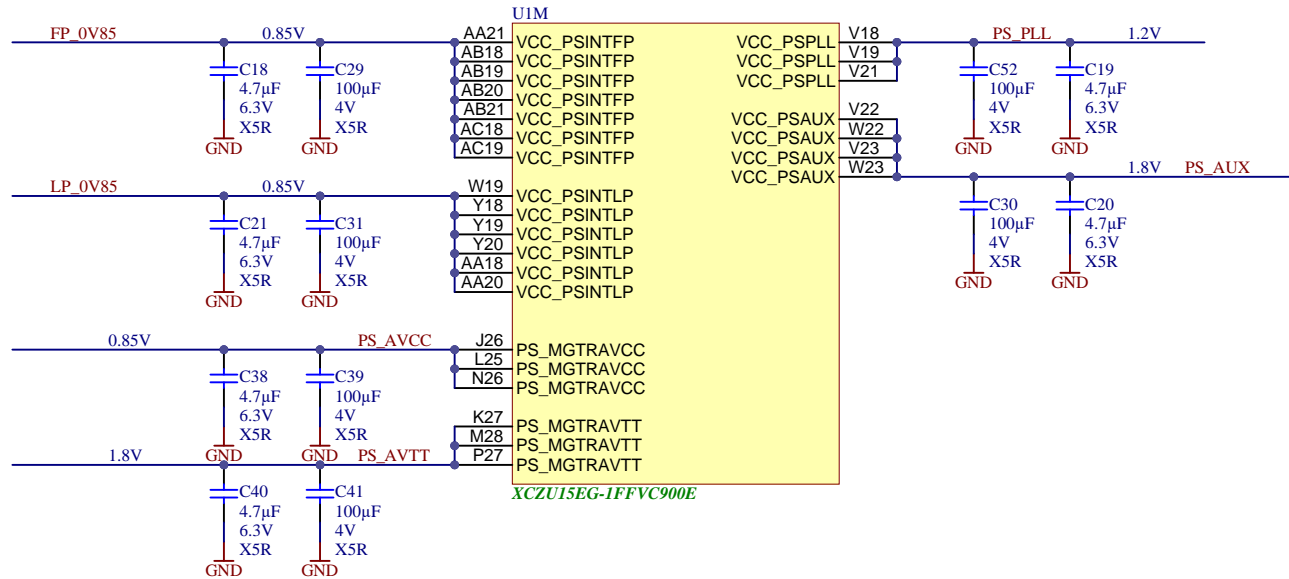 U1M
FP_0V85 0.85V AA21 VCC_PSINTFP VCC_PSPLL V18 PS_PLL 1.2V
AB18 VCC_PSINTFP VCC_PSPLL V19
AB19 VCC_PSINTFP VCC_PSPLL V21
AB20 VCC_PSINTFP
AB21 VCC_PSINTFP VCC_PSAUX V22
AC18 VCC_PSINTFP VCC_PSAUX W22
AC19 VCC_PSINTFP VCC_PSAUX V23
VCC_PSAUX W23 1.8V PS_AUX
C18 C29 C52 C19
4.7µF 100µF 100µF 4.7µF
6.3V 4V 4V 6.3V
X5R X5R X5R X5R
GND GND GND GND
LP_0V85 0.85V W19 VCC_PSINTLP
Y18 VCC_PSINTLP
Y19 VCC_PSINTLP
Y20 VCC_PSINTLP
AA18 VCC_PSINTLP
AA20 VCC_PSINTLP
C21 C31 C30 C20
4.7µF 100µF 100µF 4.7µF
6.3V 4V 4V 6.3V
X5R X5R X5R X5R
GND GND GND GND
0.85V PS_AVCC J26 PS_MGTRAVCC
L25 PS_MGTRAVCC
N26 PS_MGTRAVCC
C38 C39
4.7µF 100µF
6.3V 4V
X5R X5R
GND GND
K27 PS_MGTRAVTT
M28 PS_MGTRAVTT
1.8V PS_AVTT P27 PS_MGTRAVTT
XCZU15EG-1FFVC900E
C40 C41
4.7µF 100µF
6.3V 4V
X5R X5R
GND GND